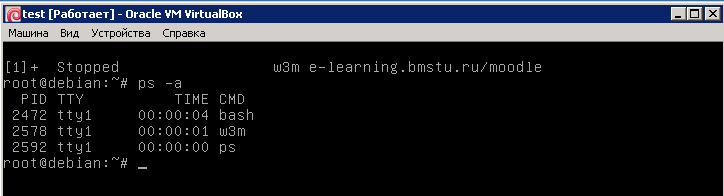 test [Работает] - Oracle VM VirtualBox
Машина Вид Устройства Справка
[1]+  Stopped                 w3m e-learning.bmstu.ru/moodle
root@debian:~# ps -a
  PID TTY          TIME CMD
 2472 tty1     00:00:04 bash
 2578 tty1     00:00:01 w3m
 2592 tty1     00:00:00 ps
root@debian:~# _